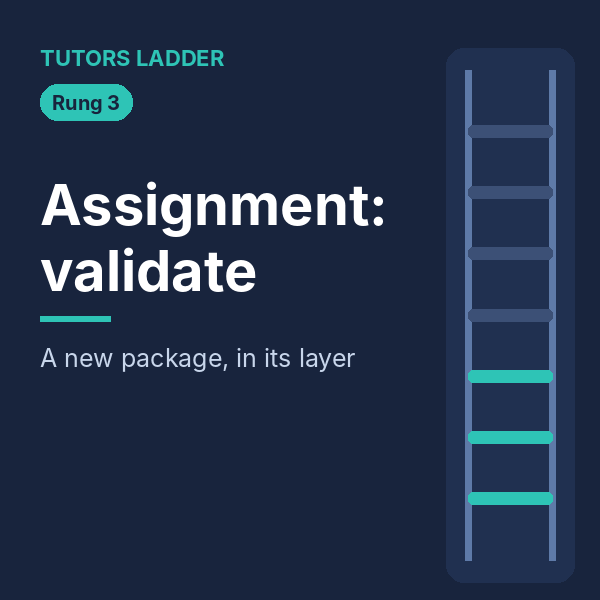 TUTORS LADDER
Rung 3
Assignment:
validate
A new package, in its layer